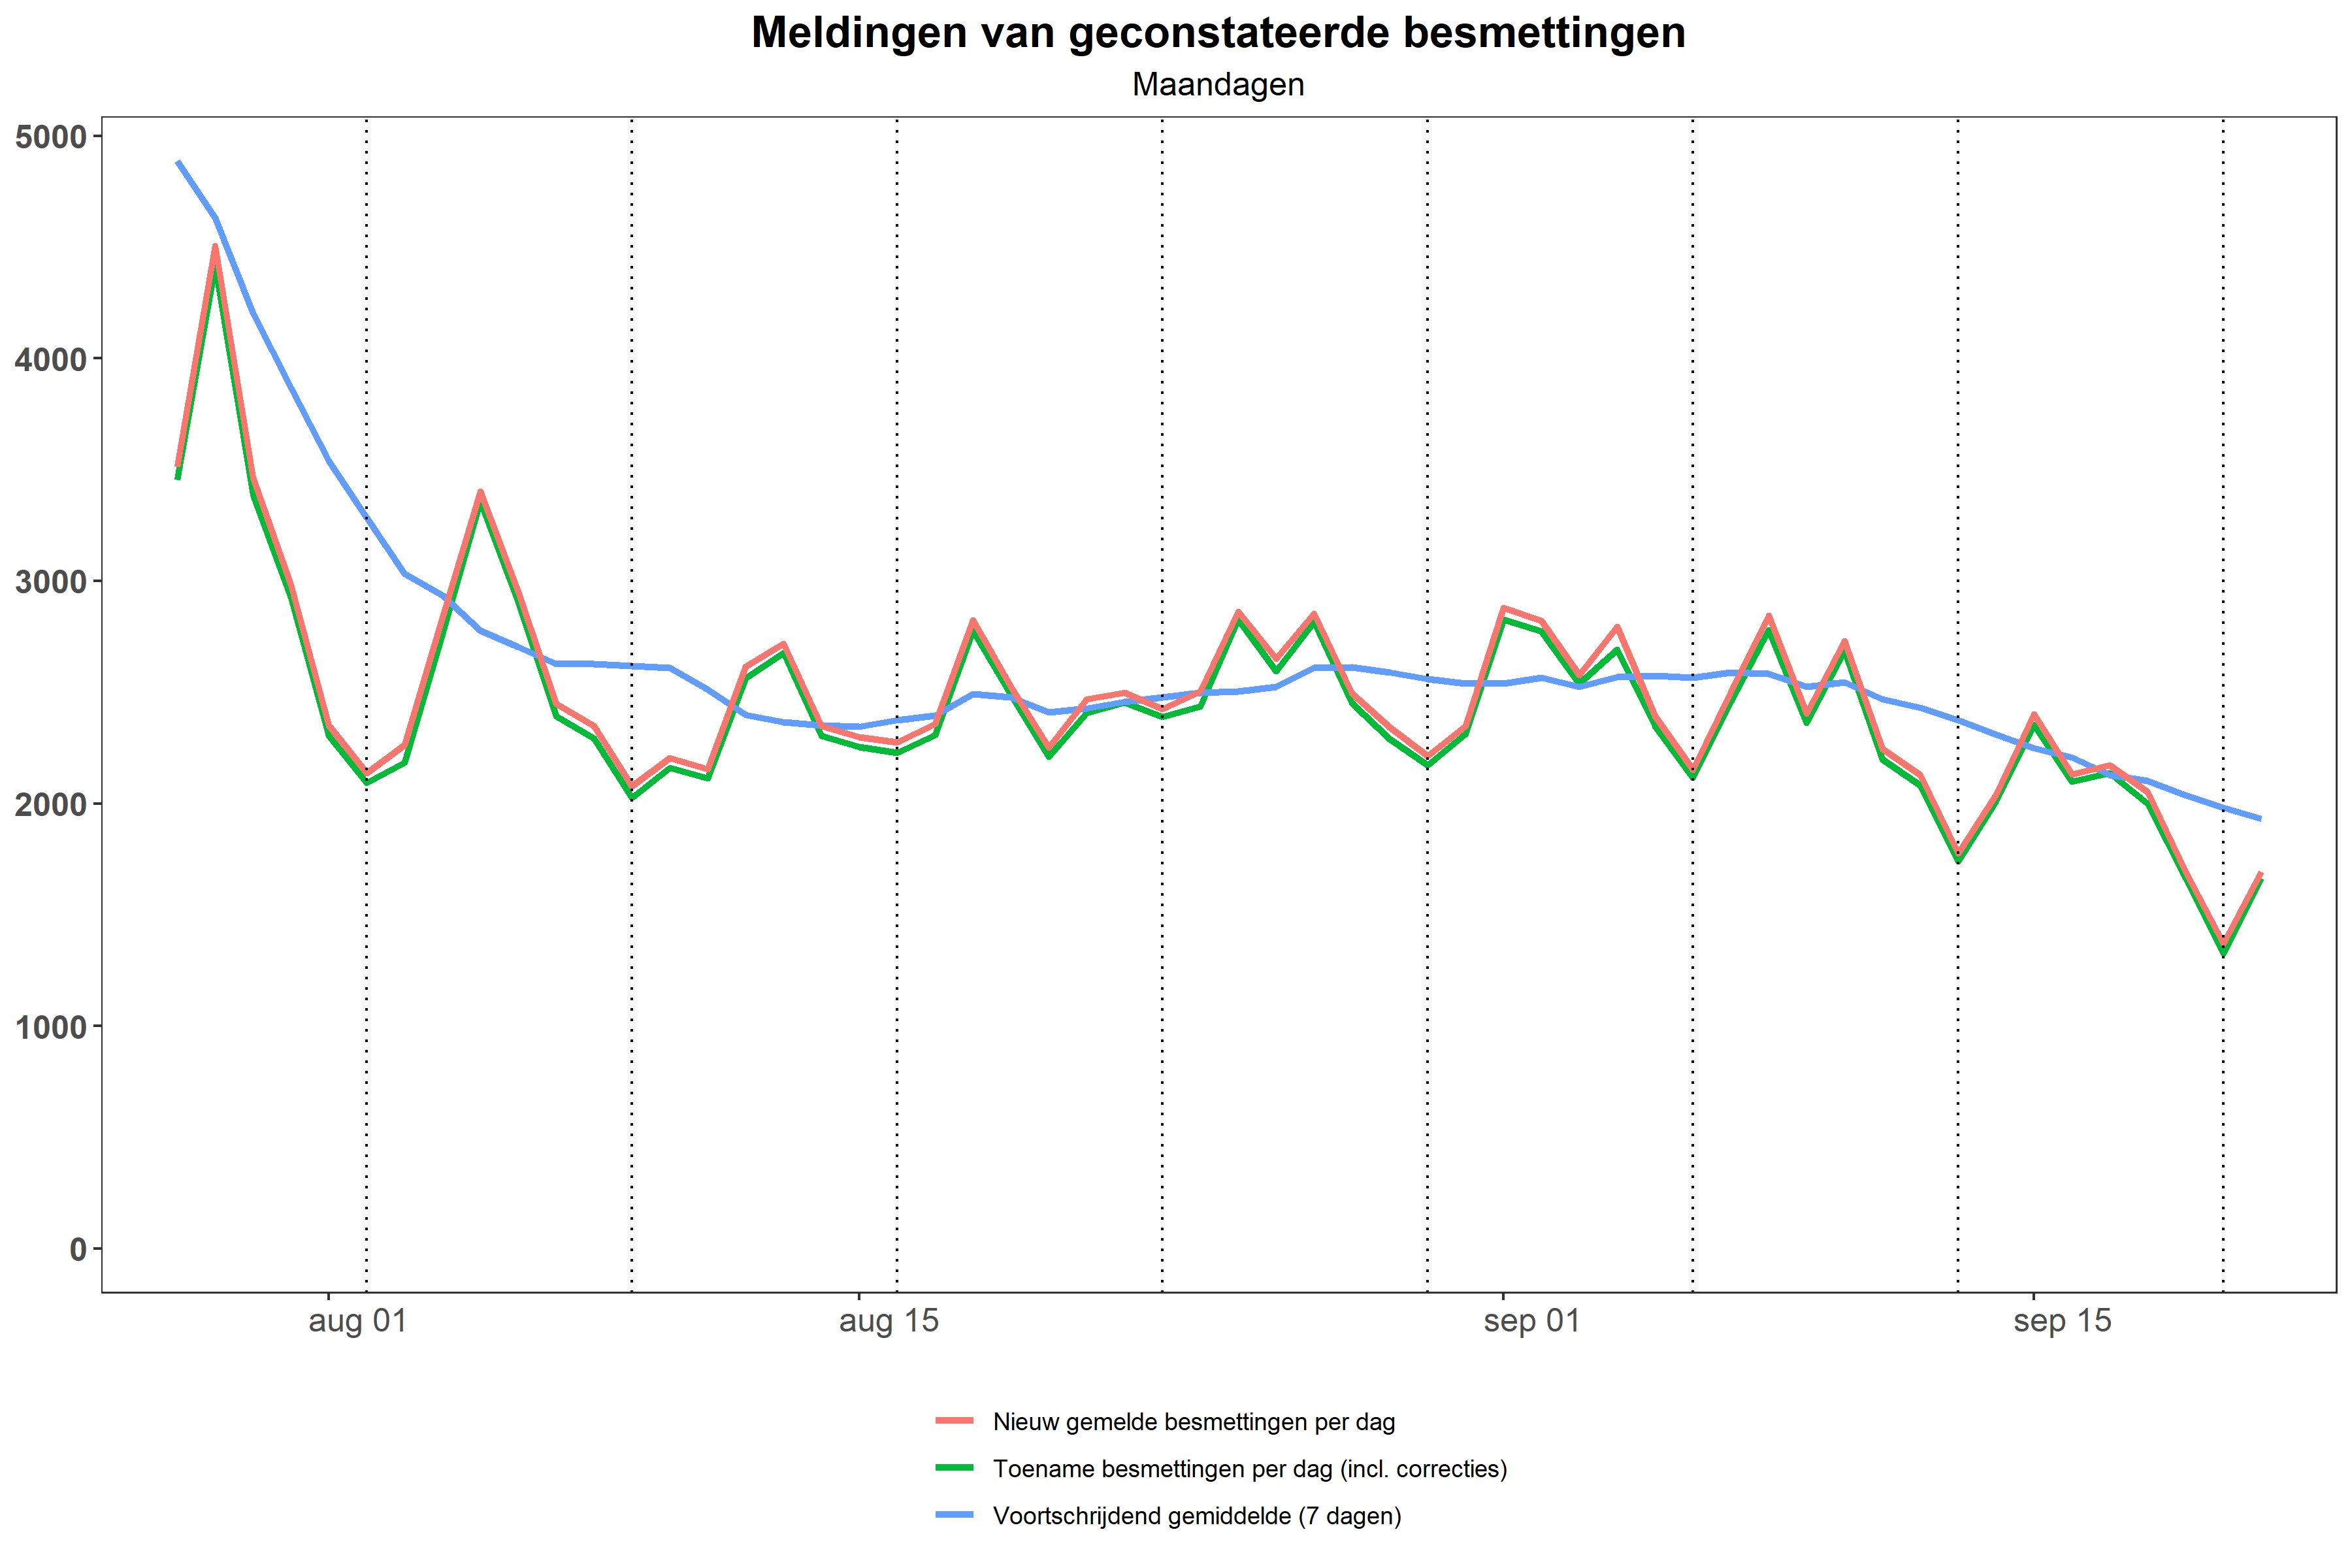 Meldingen van geconstateerde besmettingen
Maandagen
5000
4000
3000
2000
1000
0
aug 01 aug 15 sep 01 sep 15
Nieuw gemelde besmettingen per dag
Toename besmettingen per dag (incl. correcties)
Voortschrijdend gemiddelde (7 dagen)